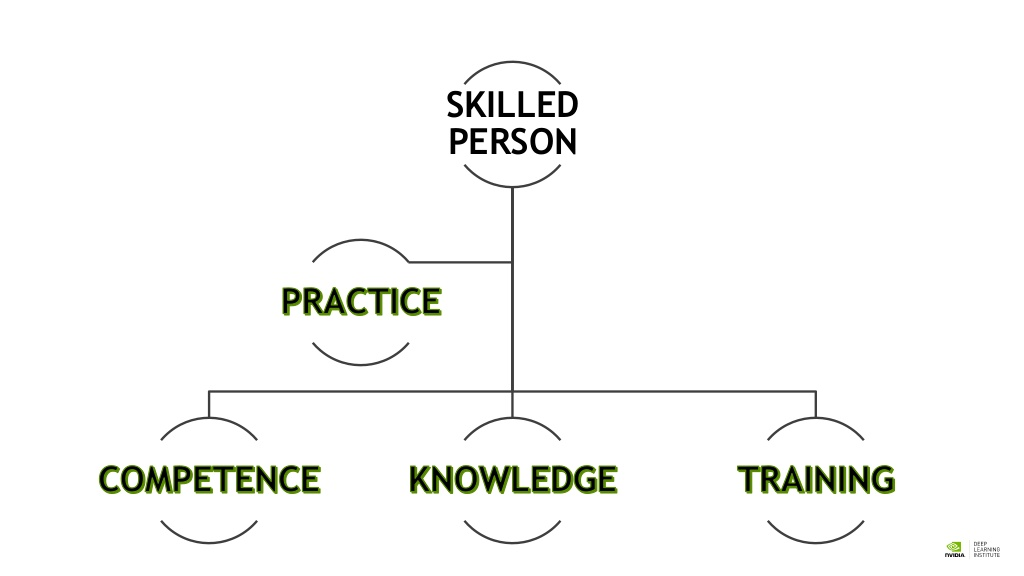 SKILLED
PERSON
PRACTICE
COMPETENCE
KNOWLEDGE
TRAINING
NVIDIA
DEEP
LEARNING
INSTITUTE